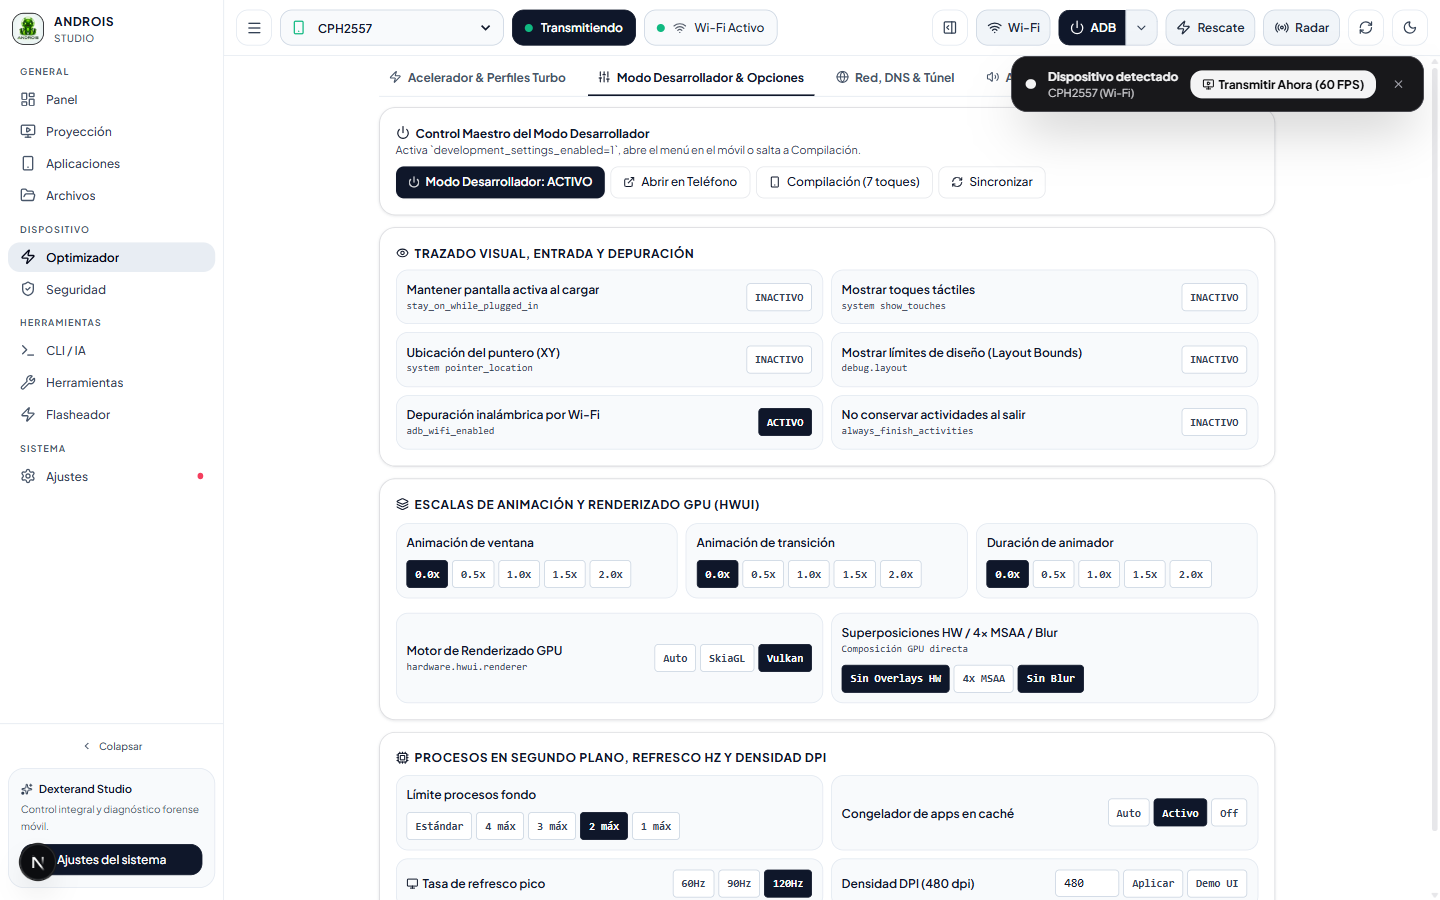 ANDROIS
STUDIO
CPH2557
Transmitiendo
Wi-Fi Activo
Wi-Fi
ADB
Rescate
Radar
GENERAL
Panel
Proyección
Aplicaciones
Archivos
DISPOSITIVO
Optimizador
Seguridad
HERRAMIENTAS
CLI / IA
Herramientas
Flasheador
SISTEMA
Ajustes
Colapsar
Dexterand Studio
Control integral y diagnóstico forense
móvil.
N
Ajustes del sistema
Acelerador & Perfiles Turbo
Modo Desarrollador & Opciones
Red, DNS & Túnel
Dispositivo detectado
CPH2557 (Wi-Fi)
Transmitir Ahora (60 FPS)
Control Maestro del Modo Desarrollador
Activa `development_settings_enabled=1`, abre el menú en el móvil o salta a Compilación.
Modo Desarrollador: ACTIVO
Abrir en Teléfono
Compilación (7 toques)
Sincronizar
TRAZADO VISUAL, ENTRADA Y DEPURACIÓN
Mantener pantalla activa al cargar
stay_on_while_plugged_in
INACTIVO
Mostrar toques táctiles
system show_touches
INACTIVO
Ubicación del puntero (XY)
system pointer_location
INACTIVO
Mostrar límites de diseño (Layout Bounds)
debug.layout
INACTIVO
Depuración inalámbrica por Wi-Fi
adb_wifi_enabled
ACTIVO
No conservar actividades al salir
always_finish_activities
INACTIVO
ESCALAS DE ANIMACIÓN Y RENDERIZADO GPU (HWUI)
Animación de ventana
0.0x 0.5x 1.0x 1.5x 2.0x
Animación de transición
0.0x 0.5x 1.0x 1.5x 2.0x
Duración de animador
0.0x 0.5x 1.0x 1.5x 2.0x
Motor de Renderizado GPU
hardware.hwui.renderer
Auto SkiaGL Vulkan
Superposiciones HW / 4x MSAA / Blur
Composición GPU directa
Sin Overlays HW 4x MSAA Sin Blur
PROCESOS EN SEGUNDO PLANO, REFRESCO HZ Y DENSIDAD DPI
Límite procesos fondo
Estándar 4 máx 3 máx 2 máx 1 máx
Congelador de apps en caché
Auto Activo Off
Tasa de refresco pico
60Hz 90Hz 120Hz
Densidad DPI (480 dpi)
480 Aplicar Demo UI